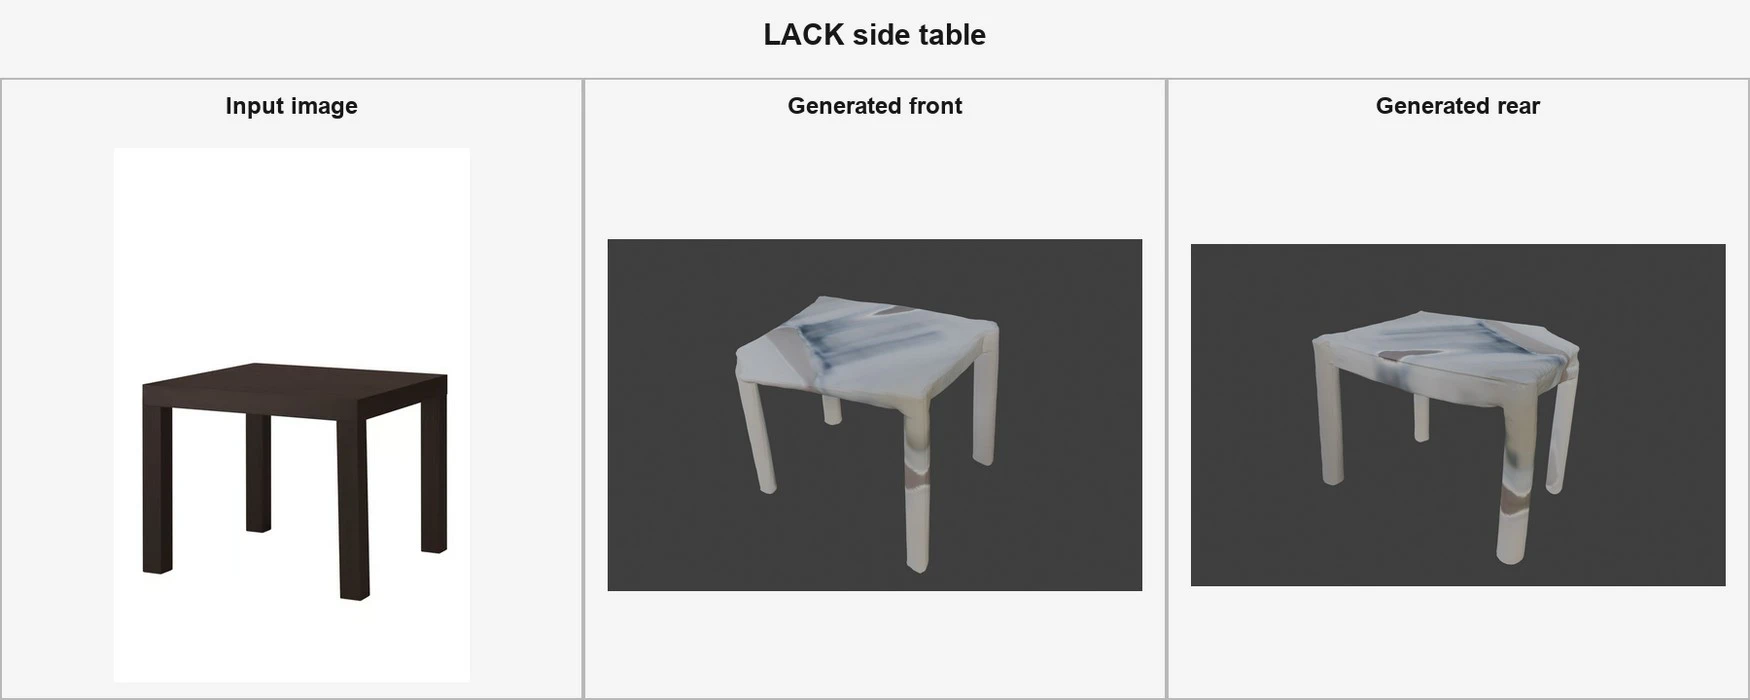 LACK side table
Input image
Generated front
Generated rear